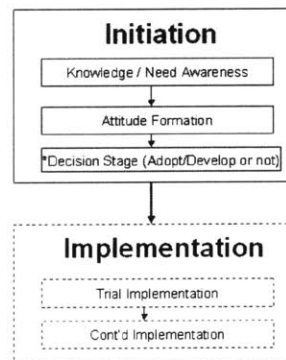 Initiation
Knowledge / Need Awareness
Attitude Formation
*Decision Stage (Adopt/Develop or not)
Implementation
Trial Implementation
Cont'd Implementation